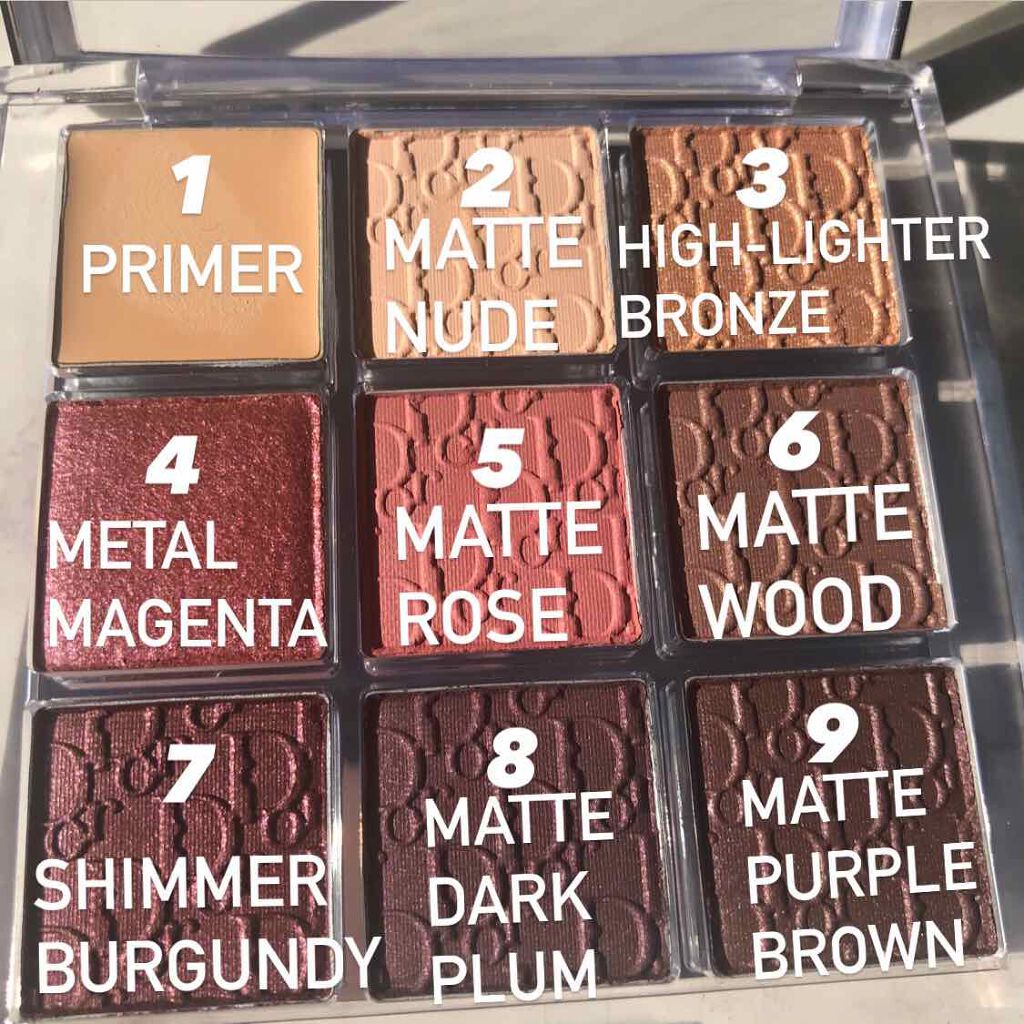 1
PRIMER
2
MATTE
NUDE
3
HIGH-LIGHTER
BRONZE
4
METAL
MAGENTA
5
MATTE
ROSE
6
MATTE
WOOD
7
SHIMMER
BURGUNDY
8
MATTE
DARK
PLUM
9
MATTE
PURPLE
BROWN